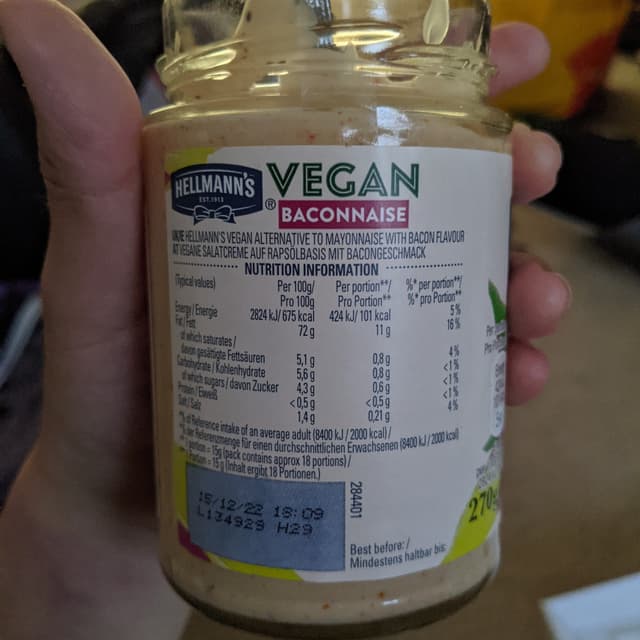 HELLMANN'S
EST. 1913
®
VEGAN
BACONNAISE
UK/IE HELLMANN'S VEGAN ALTERNATIVE TO MAYONNAISE WITH BACON FLAVOUR
AT VEGANE SALATCREME AUF RAPSÖLBASIS MIT BACONGESCHMACK
NUTRITION INFORMATION
(Typical values) Per 100g/ Per portion**/ %* per portion**/
Pro 100g Pro Portion** %* pro Portion**
Energy/Energie 2824 kJ/675 kcal 424 kJ/101 kcal 5%
Fat/Fett 72 g 11 g 16%
of which saturates/
davon gesättigte Fettsäuren 5,1 g 0,8 g 4%
Carbohydrate/Kohlenhydrate 5,6 g 0,8 g <1%
of which sugars/davon Zucker 4,3 g 0,6 g <1%
Protein/Eiweiß <0,5 g <0,5 g <1%
Salt/Salz 1,4 g 0,21 g 4%
of Reference intake of an average adult (8400 kJ/2000 kcal)/
Referenzmenge für einen durchschnittlichen Erwachsenen (8400 kJ/2000 kcal)
portion = 15g (pack contains approx 18 portions)/
Portion = 15 g (Inhalt ergibt 18 Portionen.)
15/12/22 18:09
L134929 H29
284401
Best before:/
Mindestens haltbar bis:
270g